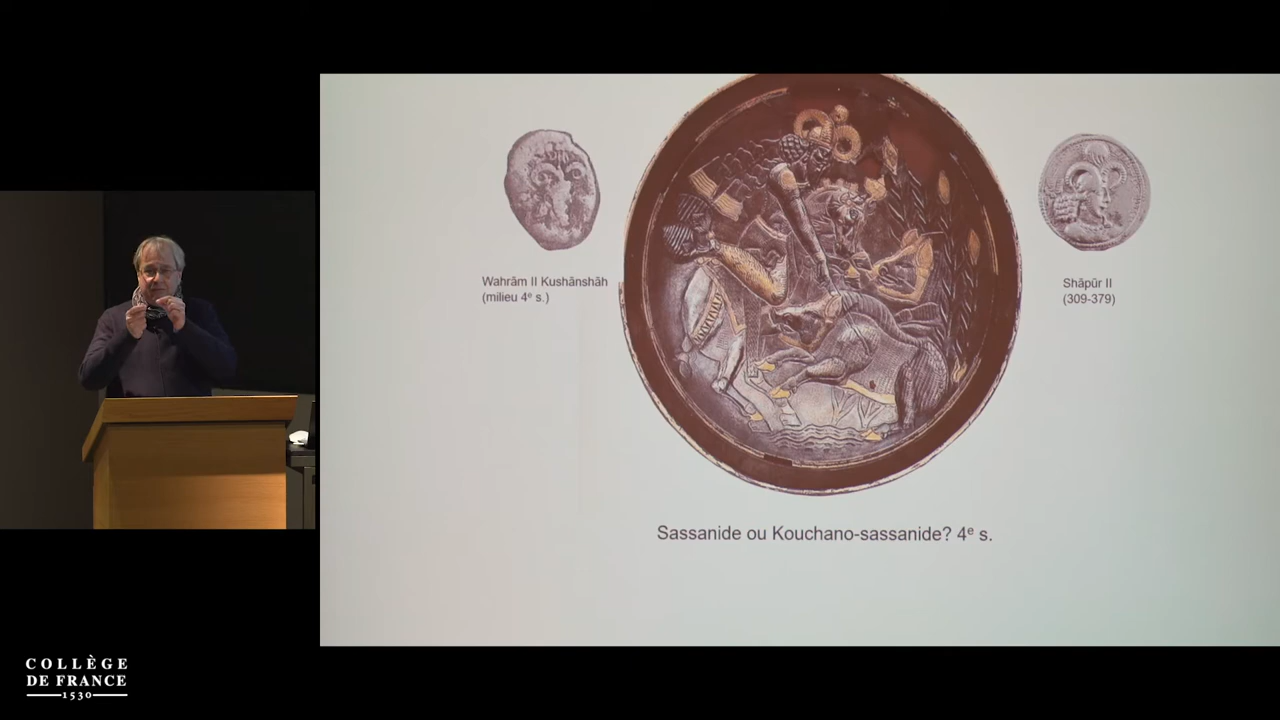 Wahrām II Kushānshāh
(milieu 4ᵉ s.)
Shāpūr II
(309-379)
Sassanide ou Kouchano-sassanide? 4ᵉ s.
COLLÈGE
DE FRANCE
1530